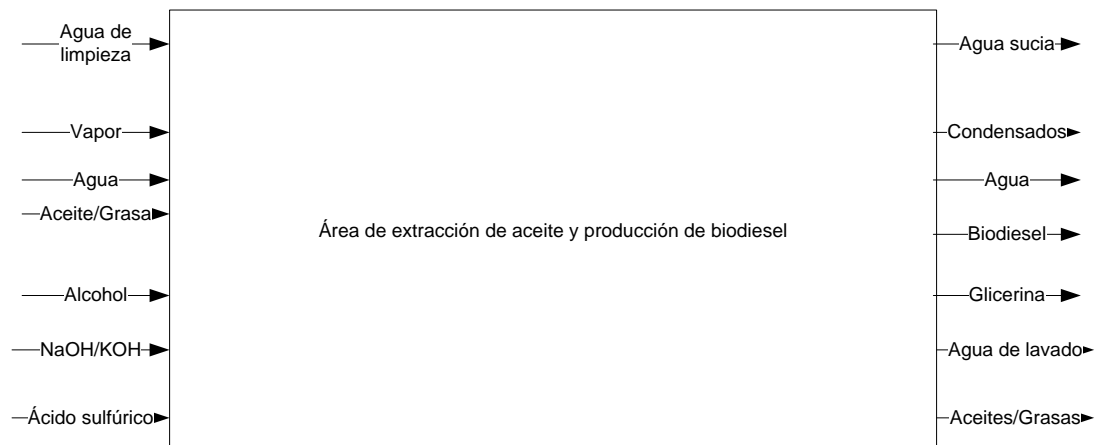 Agua de
limpieza
Vapor
Agua
Aceite/Grasa
Alcohol
NaOH/KOH
Ácido sulfúrico
Área de extracción de aceite y producción de biodiesel
Agua sucia
Condensados
Agua
Biodiesel
Glicerina
Agua de lavado
Aceites/Grasas